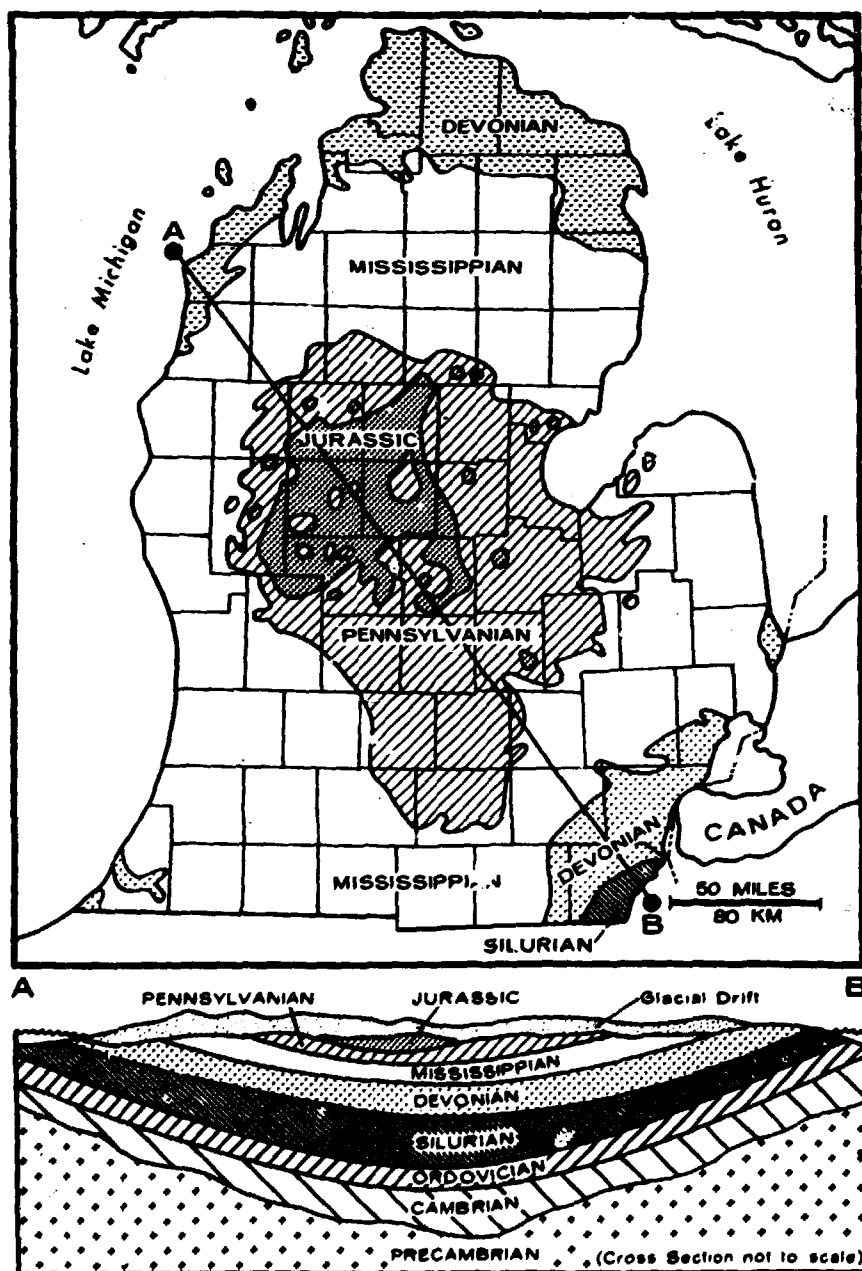 DEVONIAN
Lake Huron
A
Lake Michigan
MISSISSIPPIAN
JURASSIC
PENNSYLVANIAN
CANADA
DEVONIAN
MISSISSIPPIAN
50 MILES
80 KM
B
SILURIAN
A
B
PENNSYLVANIAN
JURASSIC
Glacial Drift
MISSISSIPPIAN
DEVONIAN
SILURIAN
ORDOVICIAN
CAMBRIAN
PRECAMBRIAN
(Cross Section not to scale)